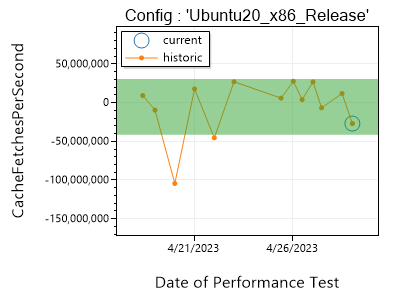 Config : 'Ubuntu20_x86_Release'
current
historic
CacheFetchesPerSecond
50,000,000
0
-50,000,000
-100,000,000
-150,000,000
4/21/2023
4/26/2023
Date of Performance Test